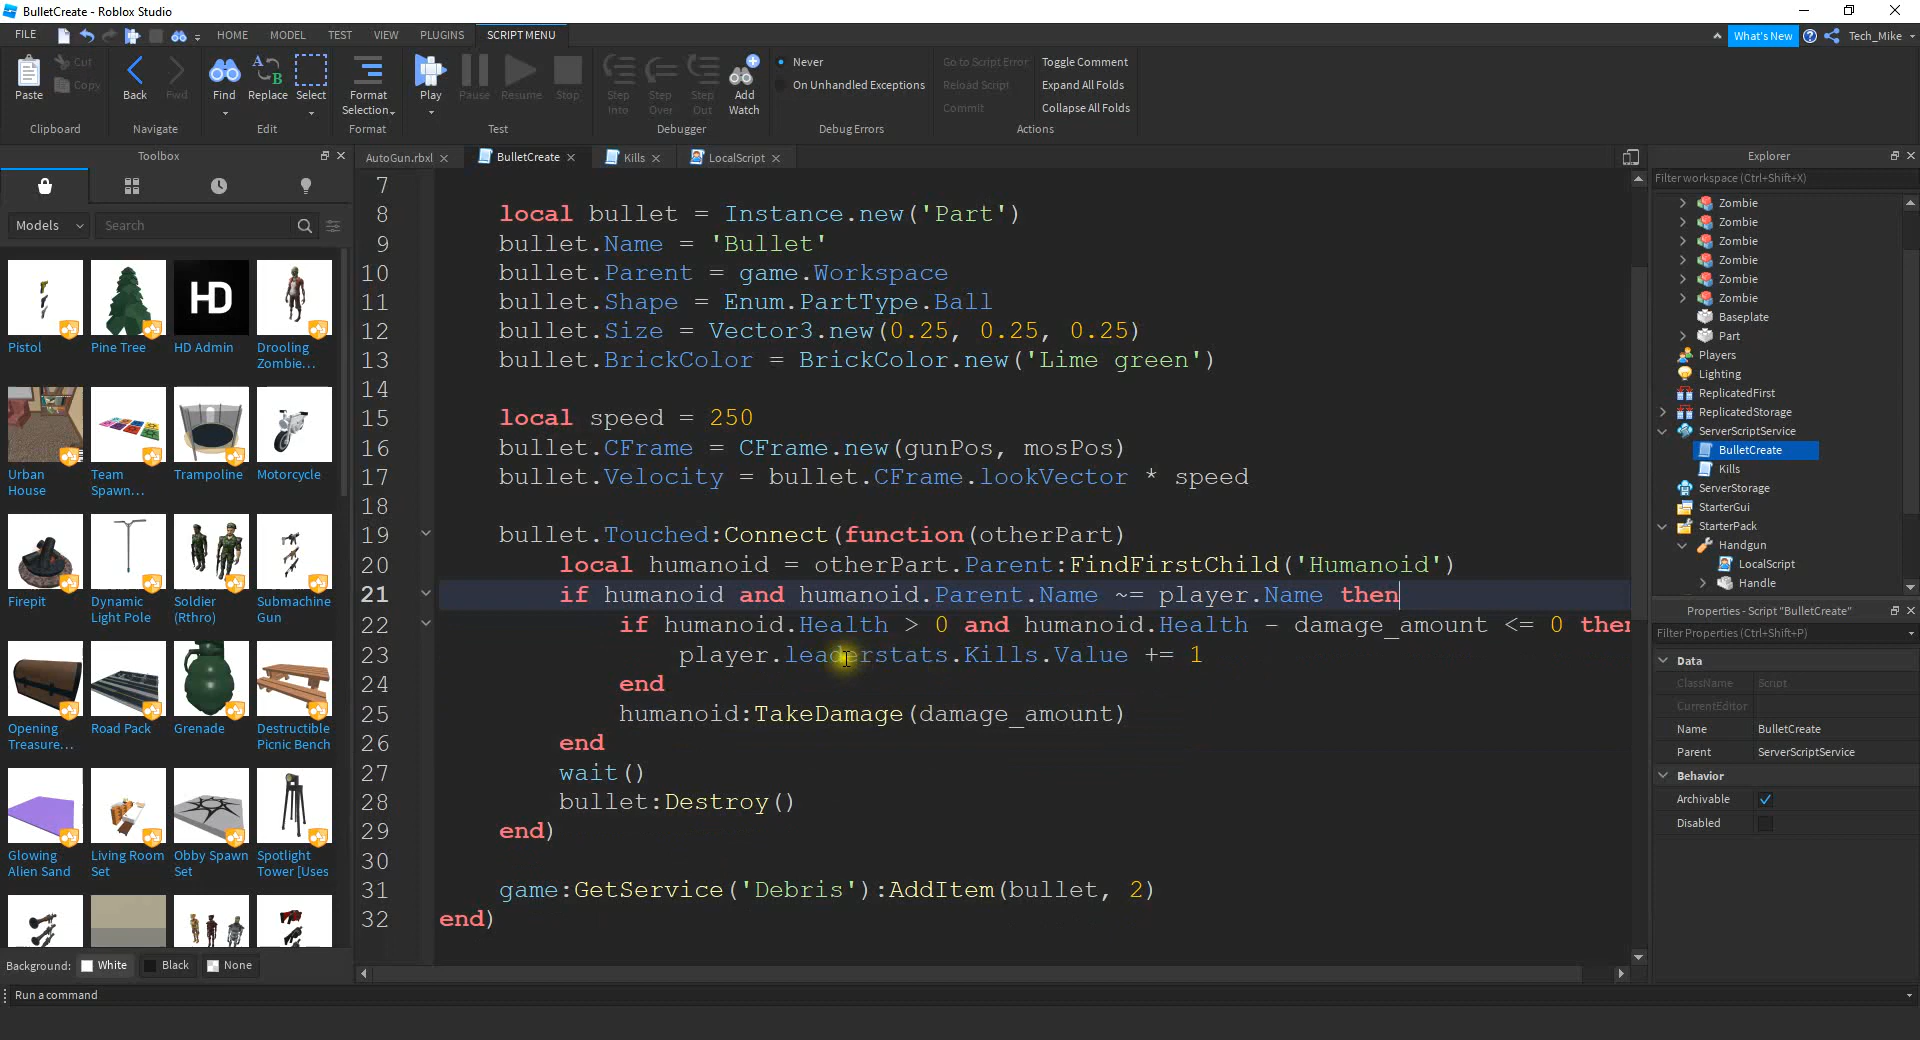 BulletCreate - Roblox Studio
FILE HOME MODEL TEST VIEW PLUGINS SCRIPT MENU What's New Tech_Mike
Paste Cut Copy Back Fwd Find Replace Select Format Selection Play Pause Resume Stop Step Into Step Over Step Out Add Watch
Never
On Unhandled Exceptions
Go to Script Error
Reload Script
Commit
Toggle Comment
Expand All Folds
Collapse All Folds
Clipboard Navigate Edit Format Test Debugger Debug Errors Actions
Toolbox
Models Search
Pistol
Pine Tree
HD
HD Admin
Drooling Zombie...
Urban House
Team Spawn...
Trampoline
Motorcycle
Firepit
Dynamic Light Pole
Soldier (Rthro)
Submachine Gun
Opening Treasure...
Road Pack
Grenade
Destructible Picnic Bench
Glowing Alien Sand
Living Room Set
Obby Spawn Set
Spotlight Tower [Uses
Background: White Black None
AutoGun.rbxl BulletCreate Kills LocalScript
7
8 local bullet = Instance.new('Part')
9 bullet.Name = 'Bullet'
10 bullet.Parent = game.Workspace
11 bullet.Shape = Enum.PartType.Ball
12 bullet.Size = Vector3.new(0.25, 0.25, 0.25)
13 bullet.BrickColor = BrickColor.new('Lime green')
14
15 local speed = 250
16 bullet.CFrame = CFrame.new(gunPos, mosPos)
17 bullet.Velocity = bullet.CFrame.lookVector * speed
18
19 bullet.Touched:Connect(function(otherPart)
20 local humanoid = otherPart.Parent:FindFirstChild('Humanoid')
21 if humanoid and humanoid.Parent.Name ~= player.Name then
22 if humanoid.Health > 0 and humanoid.Health - damage_amount <= 0 then
23 player.leaderstats.Kills.Value += 1
24 end
25 humanoid:TakeDamage(damage_amount)
26 end
27 wait()
28 bullet:Destroy()
29 end)
30
31 game:GetService('Debris'):AddItem(bullet, 2)
32 end)
Explorer
Filter workspace (Ctrl+Shift+X)
Zombie
Zombie
Zombie
Zombie
Zombie
Zombie
Baseplate
Part
Players
Lighting
ReplicatedFirst
ReplicatedStorage
ServerScriptService
BulletCreate
Kills
ServerStorage
StarterGui
StarterPack
Handgun
LocalScript
Handle
Properties - Script "BulletCreate"
Filter Properties (Ctrl+Shift+P)
Data
ClassName Script
CurrentEditor
Name BulletCreate
Parent ServerScriptService
Behavior
Archivable
Disabled
Run a command